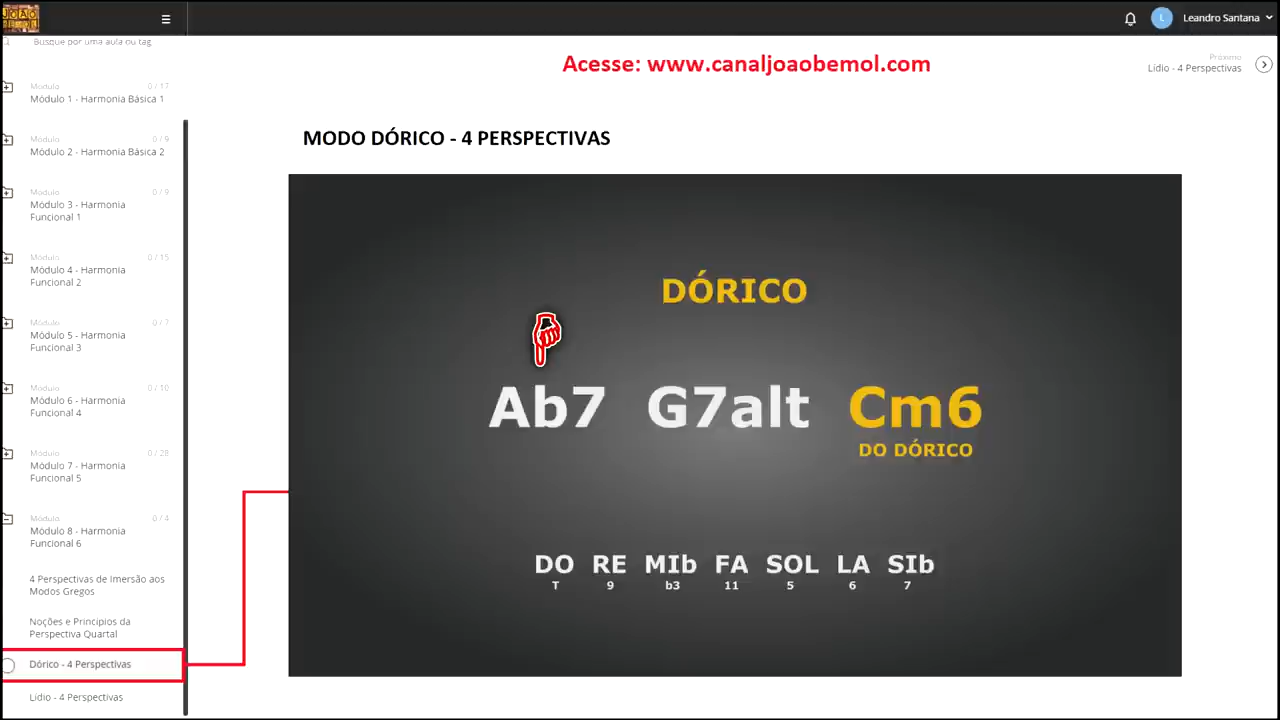 JOÃO
BEMOL
Leandro Santana
Busque por uma aula ou tag
Acesse: www.canaljoaobemol.com
Próximo
Lídio - 4 Perspectivas
Módulo 0 / 17
Módulo 1 - Harmonia Básica 1
MODO DÓRICO - 4 PERSPECTIVAS
Módulo 0 / 9
Módulo 2 - Harmonia Básica 2
Módulo 0 / 9
Módulo 3 - Harmonia
Funcional 1
Módulo 0 / 15
Módulo 4 - Harmonia
Funcional 2
Módulo 0 / 7
Módulo 5 - Harmonia
Funcional 3
Módulo 0 / 10
Módulo 6 - Harmonia
Funcional 4
Módulo 0 / 28
Módulo 7 - Harmonia
Funcional 5
Módulo 0 / 4
Módulo 8 - Harmonia
Funcional 6
4 Perspectivas de Imersão aos
Modos Gregos
Noções e Princípios da
Perspectiva Quartal
Dórico - 4 Perspectivas
Lídio - 4 Perspectivas
DÓRICO
Ab7 G7alt Cm6
DO DÓRICO
DO RE MIb FA SOL LA SIb
T 9 b3 11 5 6 7
L